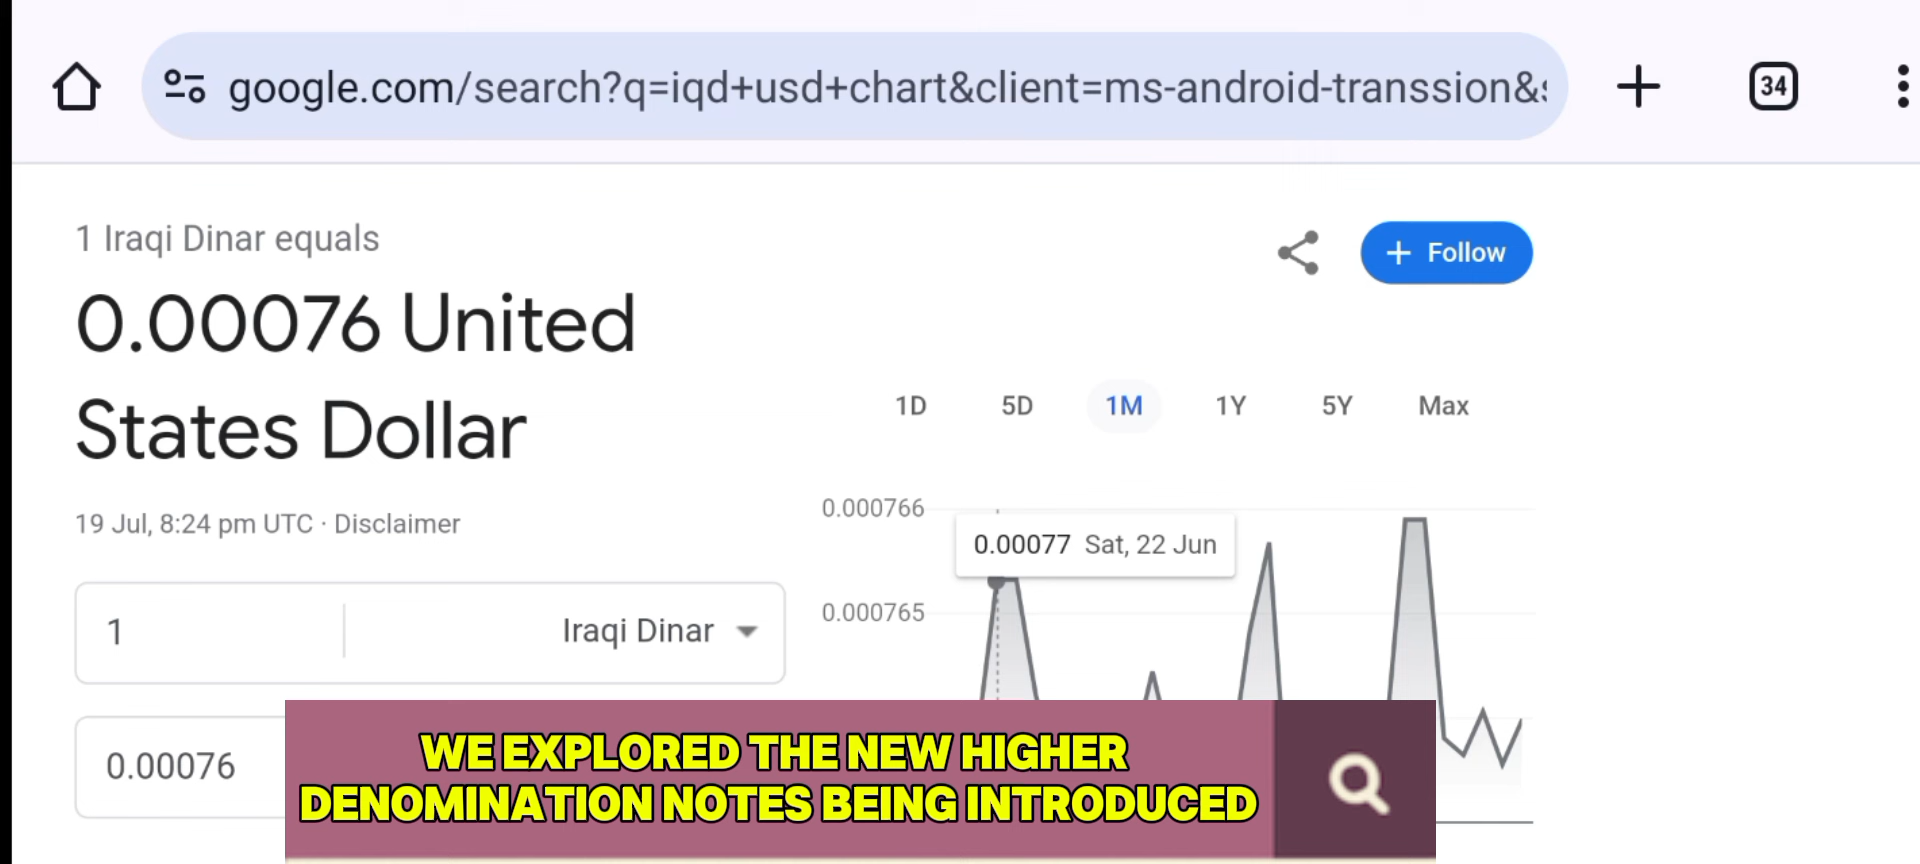 google.com/search?q=iqd+usd+chart&client=ms-android-transsion&
34
1 Iraqi Dinar equals
0.00076 United
States Dollar
19 Jul, 8:24 pm UTC · Disclaimer
+ Follow
1D 5D 1M 1Y 5Y Max
0.000766
0.00077 Sat, 22 Jun
0.000765
1 Iraqi Dinar
0.00076
WE EXPLORED THE NEW HIGHER
DENOMINATION NOTES BEING INTRODUCED